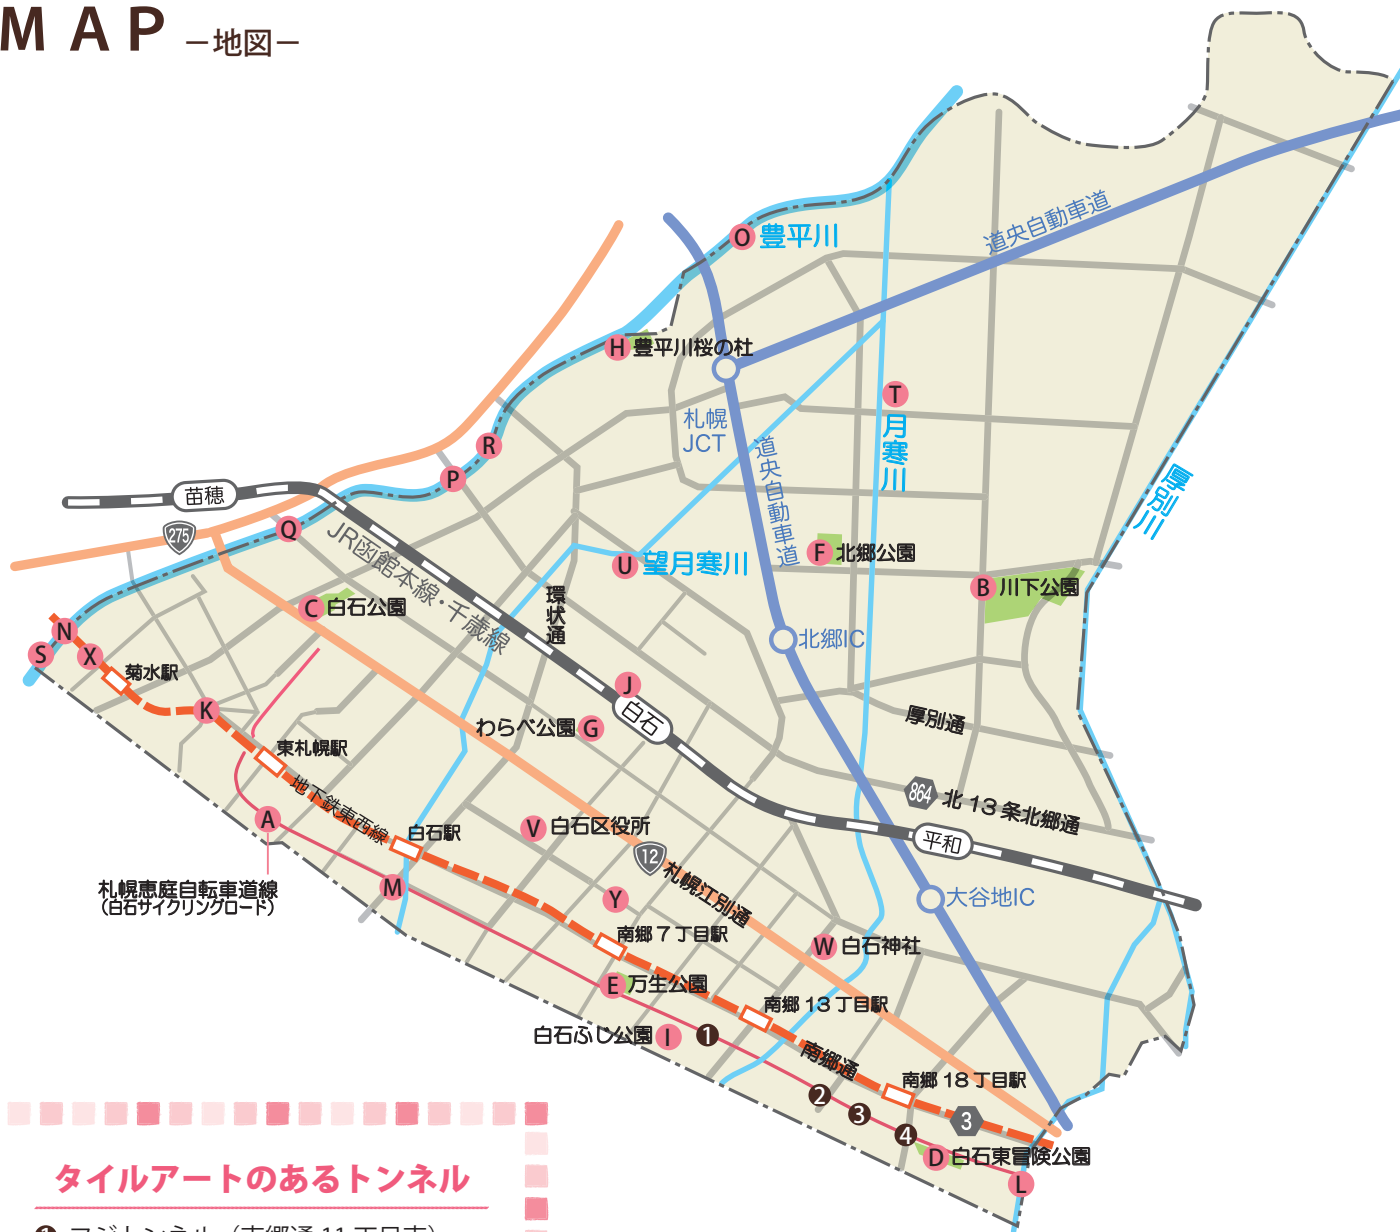 MAP －地図－
道央自動車道
O 豊平川
H 豊平川桜の杜
T
月寒川
札幌
JCT
道央自動車道
R
P
苗穂
厚別川
275
Q
JR函館本線・千歳線
U 望月寒川
F 北郷公園
B 川下公園
C 白石公園
環状通
北郷IC
N
S
X
菊水駅
K
J
白石
わらべ公園 G
厚別通
東札幌駅
地下鉄東西線
864 北13条北郷通
A
白石駅
V 白石区役所
12 札幌江別通
平和
M
札幌恵庭自転車道線
（白石サイクリングロード）
Y
大谷地IC
南郷7丁目駅
W 白石神社
E 万生公園
南郷13丁目駅
白石ふじ公園 I
❶
南郷通
南郷18丁目駅
❷
❸
❹
3
D 白石東冒険公園
L
タイルアートのあるトンネル